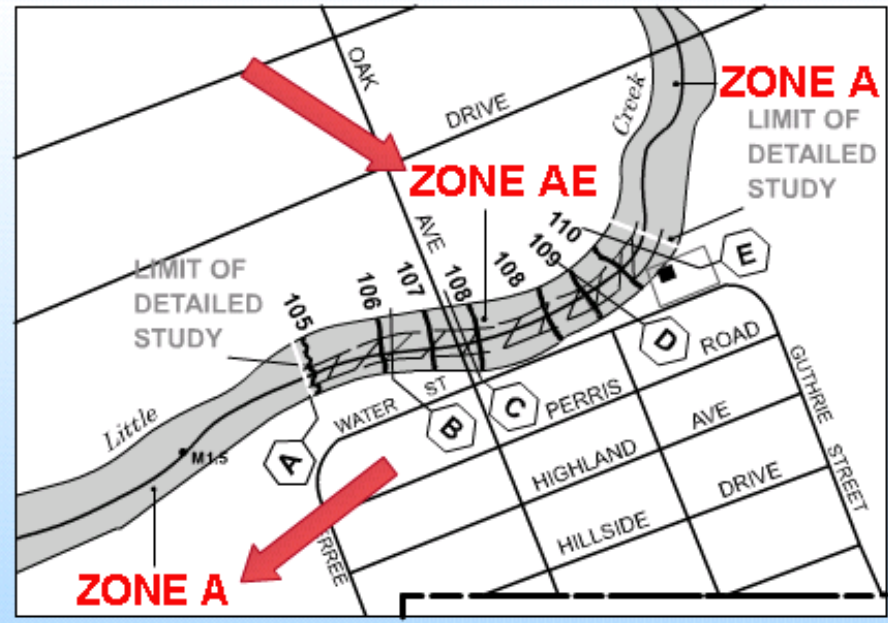 OAK
ZONE A
DRIVE
Creek
LIMIT OF
DETAILED
STUDY
ZONE AE
AVE
110
109
108
108
107
106
105
E
LIMIT OF
DETAILED
STUDY
D
ROAD
GUTHRIE STREET
Little
WATER ST
PERRIS
C
B
A
M1.5
HIGHLAND AVE
HILLSIDE DRIVE
ZONE A